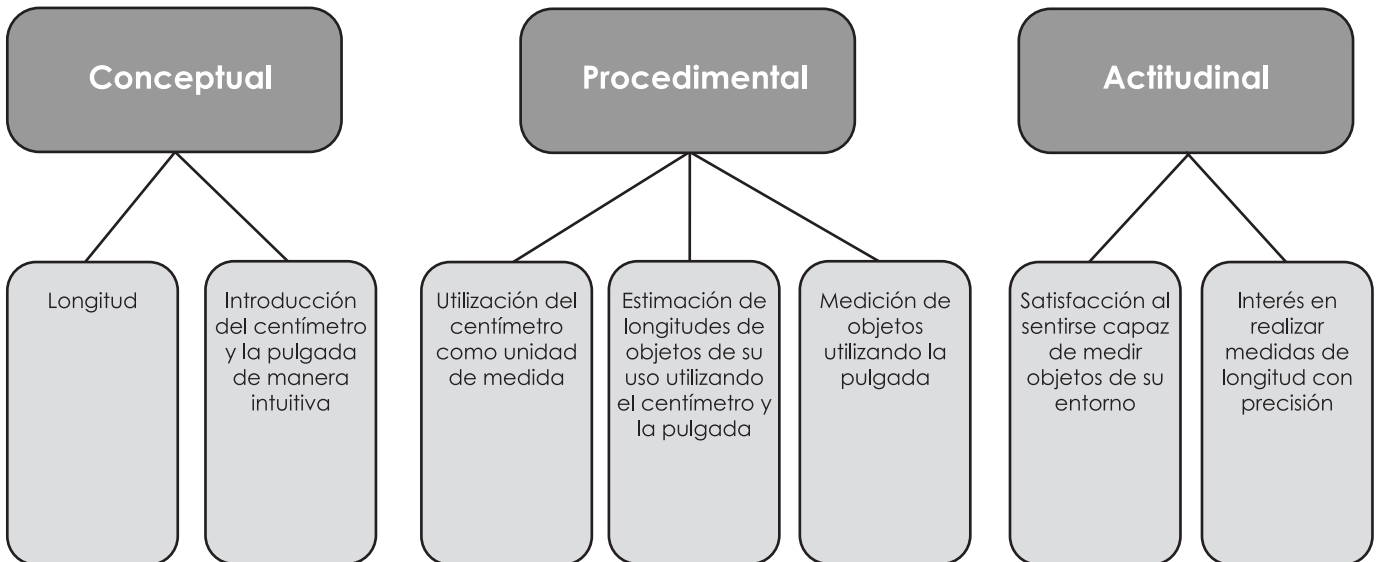 Conceptual
Procedimental
Actitudinal
Longitud
Introducción
del centímetro
y la pulgada
de manera
intuitiva
Utilización del
centímetro
como unidad
de medida
Estimación de
longitudes de
objetos de su
uso utilizando
el centímetro y
la pulgada
Medición de
objetos
utilizando la
pulgada
Satisfacción al
sentirse capaz
de medir
objetos de su
entorno
Interés en
realizar
medidas de
longitud con
precisión